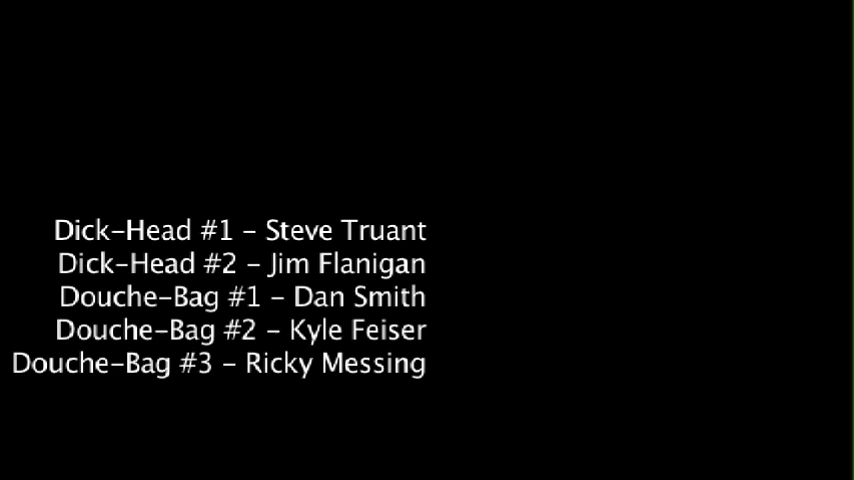 Dick-Head #1 – Steve Truant
Dick-Head #2 – Jim Flanigan
Douche-Bag #1 – Dan Smith
Douche-Bag #2 – Kyle Feiser
Douche-Bag #3 – Ricky Messing